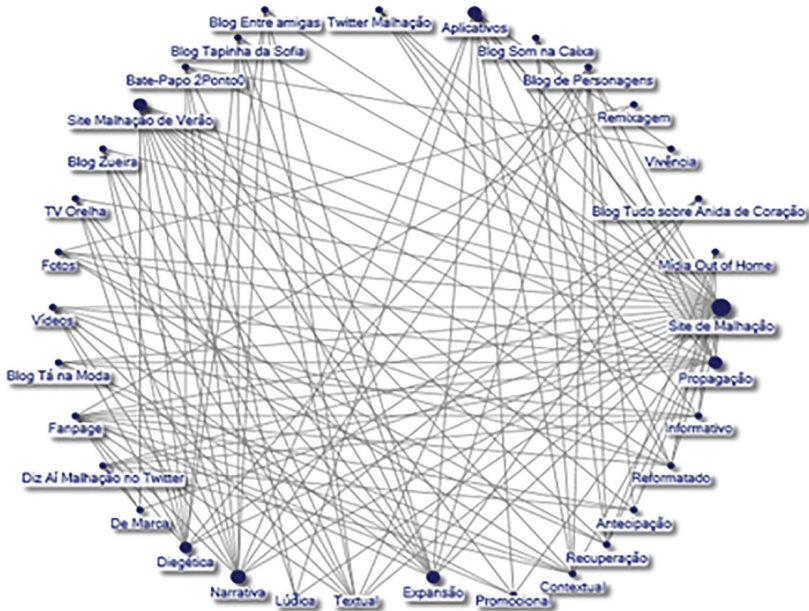 Blog Entre amigas
Twitter Malhação
Aplicativos
Blog Tapinha da Sofia
Blog Som na Caixa
Bate-Papo 2Ponto0
Blog de Personagens
Site Malhação de Verão
Remixagem
Blog Zueira
Vivência
TV Orelha
Blog Tudo sobre Anida de Coração
Fotos
Mídia Out of Home
Vídeos
Site de Malhação
Blog Tá na Moda
Propagação
Fanpage
Informativo
Diz Aí Malhação no Twitter
Reformatado
De Marca
Antecipação
Diegética
Recuperação
Narrativa
Lúdica
Textual
Expansão
Promocional
Contextual